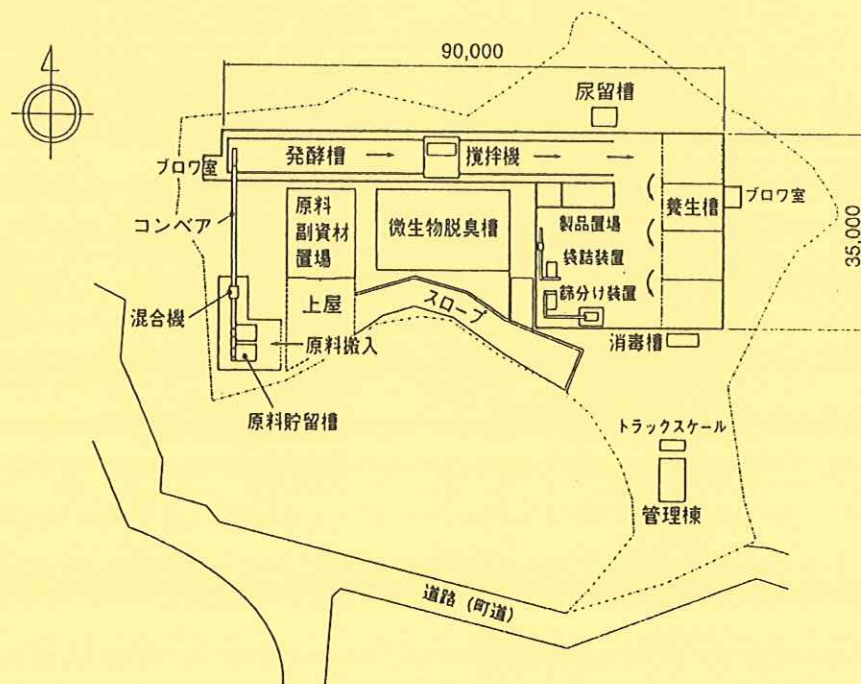 4
90,000
尿留槽
発酵槽
撹拌機
ブロワ室
養生槽
ブロワ室
コンベア
原料
副資材
置場
微生物脱臭槽
製品置場
袋詰装置
篩分け装置
35,000
上屋
スロープ
混合機
原料搬入
消毒槽
原料貯留槽
トラックスケール
管理棟
道路(町道)